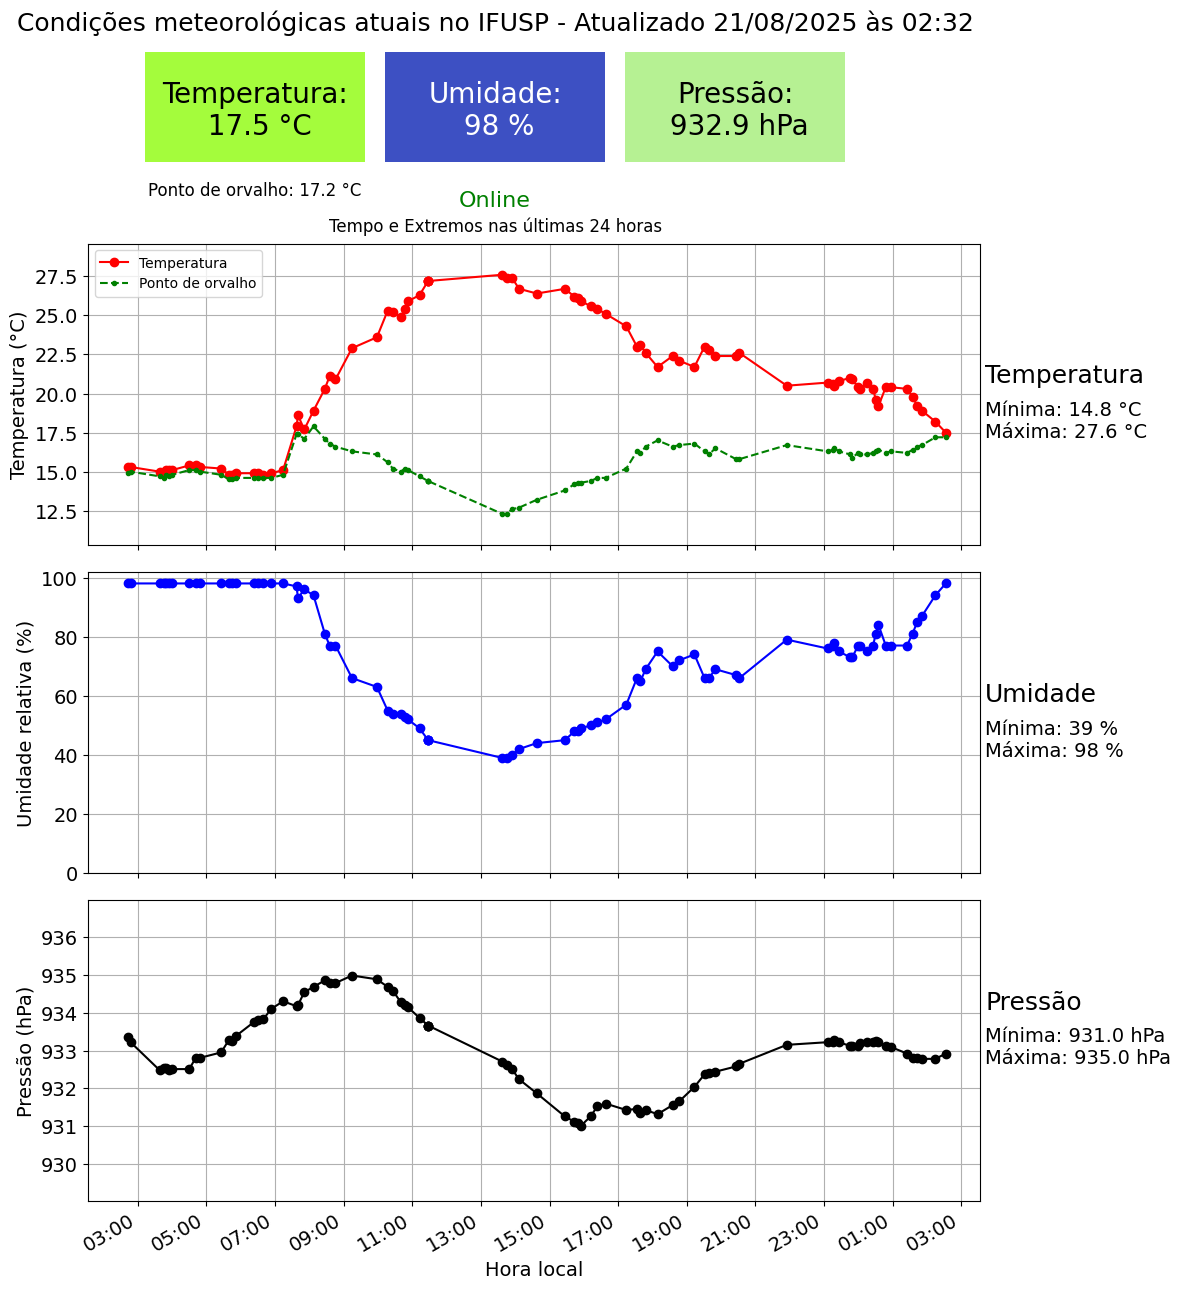 Condições meteorológicas atuais no IFUSP - Atualizado 21/08/2025 às 02:32
Temperatura:
17.5 °C
Umidade:
98 %
Pressão:
932.9 hPa
Ponto de orvalho: 17.2 °C
Online
Tempo e Extremos nas últimas 24 horas
Temperatura
Ponto de orvalho
Temperatura (°C)
27.5
25.0
22.5
20.0
17.5
15.0
12.5
Temperatura
Mínima: 14.8 °C
Máxima: 27.6 °C
Umidade relativa (%)
100
80
60
40
20
0
Umidade
Mínima: 39 %
Máxima: 98 %
Pressão (hPa)
936
935
934
933
932
931
930
Pressão
Mínima: 931.0 hPa
Máxima: 935.0 hPa
03:00
05:00
07:00
09:00
11:00
13:00
15:00
17:00
19:00
21:00
23:00
01:00
03:00
Hora local